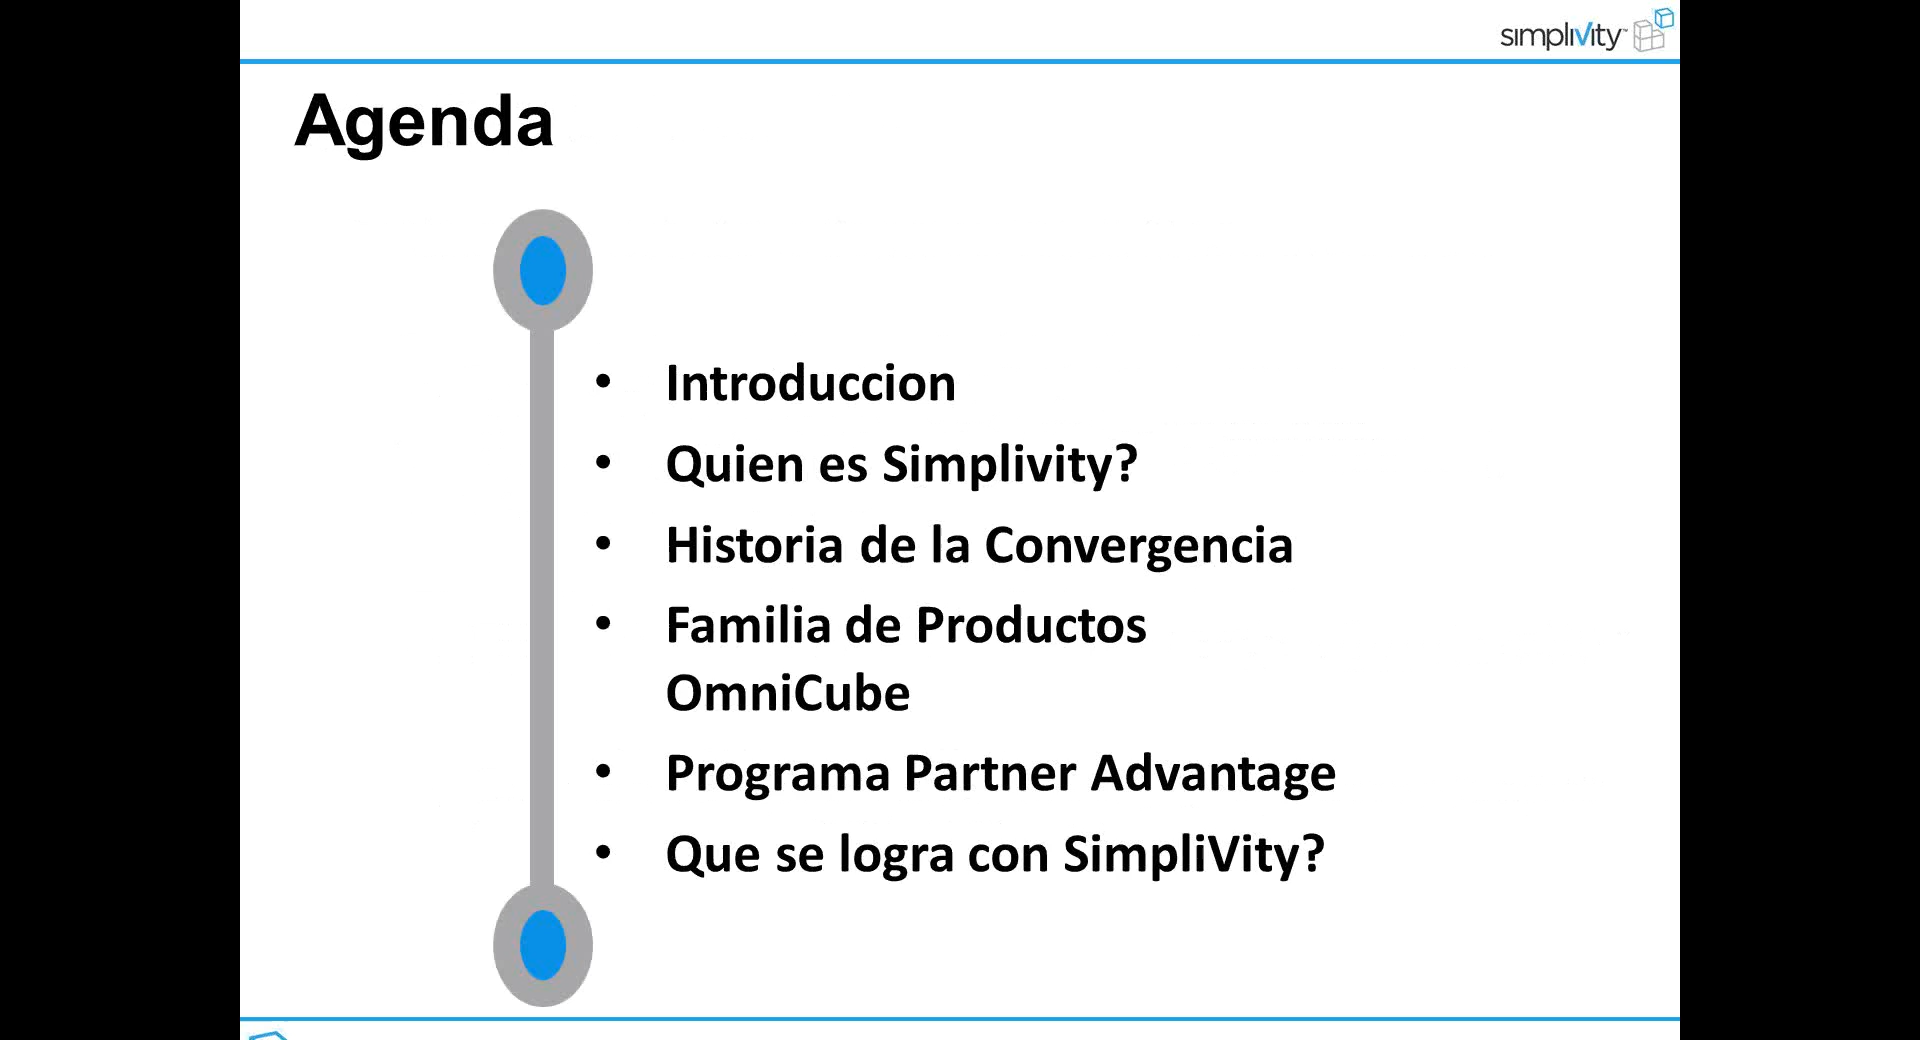 simplivity™
Agenda
• Introduccion
• Quien es Simplivity?
• Historia de la Convergencia
• Familia de Productos
OmniCube
• Programa Partner Advantage
• Que se logra con SimpliVity?